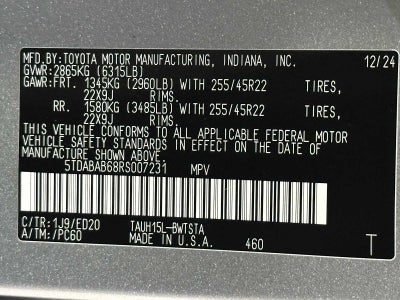 MFD.BY: TOYOTA MOTOR MANUFACTURING, INDIANA, INC. 12/24
GVWR: 2865KG (6315LB)
GAWR: FRT. 1345KG (2960LB) WITH 255/45R22 TIRES,
22X9J RIMS.
RR. 1580KG (3485LB) WITH 255/45R22 TIRES,
22X9J RIMS.
THIS VEHICLE CONFORMS TO ALL APPLICABLE FEDERAL MOTOR
VEHICLE SAFETY STANDARDS IN EFFECT ON THE DATE
OF MANUFACTURE SHOWN ABOVE.
5TDABAB68RS007231 MPV
C/TR: 1J9/ED20 TAUH15L-BWTSTA
A/TM: /PC60 MADE IN U.S.A. 460 T